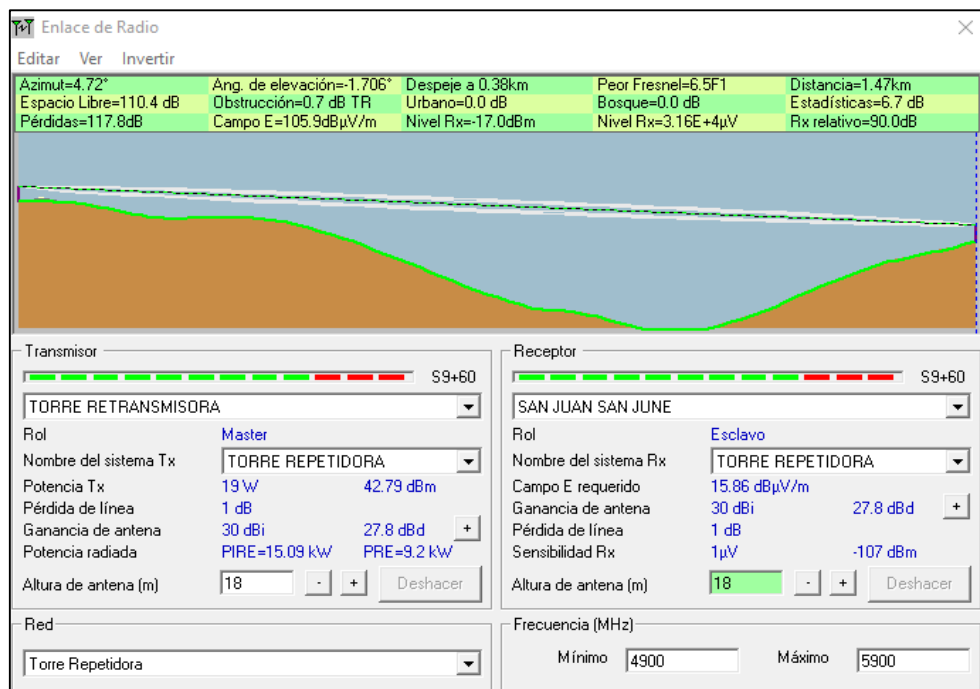 Enlace de Radio
Editar Ver Invertir
Azimut=4.72° Ang. de elevación=-1.706° Despeje a 0.38km Peor Fresnel=6.5F1 Distancia=1.47km
Espacio Libre=110.4 dB Obstrucción=0.7 dB TR Urbano=0.0 dB Bosque=0.0 dB Estadísticas=6.7 dB
Pérdidas=117.8dB Campo E=105.9dBµV/m Nivel Rx=-17.0dBm Nivel Rx=3.16E+4µV Rx relativo=90.0dB
Transmisor
S9+60
TORRE RETRANSMISORA
Rol Master
Nombre del sistema Tx TORRE REPETIDORA
Potencia Tx 19 W 42.79 dBm
Pérdida de línea 1 dB
Ganancia de antena 30 dBi 27.8 dBd +
Potencia radiada PIRE=15.09 kW PRE=9.2 kW
Altura de antena (m) 18 - + Deshacer
Red
Torre Repetidora
Receptor
S9+60
SAN JUAN SAN JUNE
Rol Esclavo
Nombre del sistema Rx TORRE REPETIDORA
Campo E requerido 15.86 dBµV/m
Ganancia de antena 30 dBi 27.8 dBd +
Pérdida de línea 1 dB
Sensibilidad Rx 1µV -107 dBm
Altura de antena (m) 18 - + Deshacer
Frecuencia (MHz)
Mínimo 4900 Máximo 5900